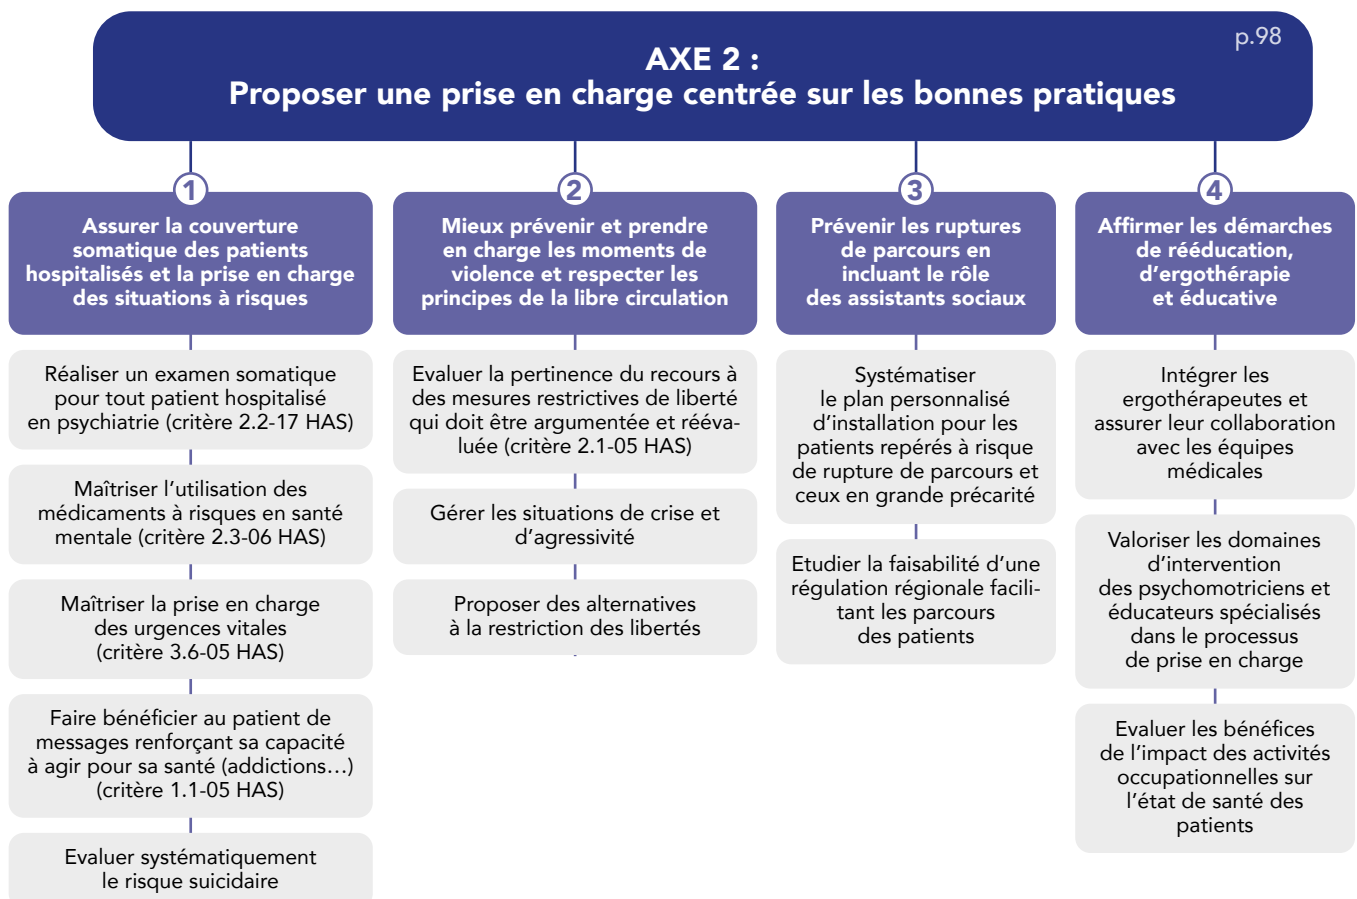 p.98
AXE 2 :
Proposer une prise en charge centrée sur les bonnes pratiques
1
Assurer la couverture
somatique des patients
hospitalisés et la prise en charge
des situations à risques
Réaliser un examen somatique
pour tout patient hospitalisé
en psychiatrie (critère 2.2-17 HAS)
Maîtriser l’utilisation des
médicaments à risques en santé
mentale (critère 2.3-06 HAS)
Maîtriser la prise en charge
des urgences vitales
(critère 3.6-05 HAS)
Faire bénéficier au patient de
messages renforçant sa capacité
à agir pour sa santé (addictions…)
(critère 1.1-05 HAS)
Evaluer systématiquement
le risque suicidaire
2
Mieux prévenir et prendre
en charge les moments de
violence et respecter les
principes de la libre circulation
Evaluer la pertinence du recours à
des mesures restrictives de liberté
qui doit être argumentée et rééva-
luée (critère 2.1-05 HAS)
Gérer les situations de crise et
d’agressivité
Proposer des alternatives
à la restriction des libertés
3
Prévenir les ruptures
de parcours en
incluant le rôle
des assistants sociaux
Systématiser
le plan personnalisé
d’installation pour les
patients repérés à risque
de rupture de parcours et
ceux en grande précarité
Etudier la faisabilité d’une
régulation régionale facili-
tant les parcours
des patients
4
Affirmer les démarches
de rééducation,
d’ergothérapie
et éducative
Intégrer les
ergothérapeutes et
assurer leur collaboration
avec les équipes
médicales
Valoriser les domaines
d’intervention
des psychomotriciens et
éducateurs spécialisés
dans le processus
de prise en charge
Evaluer les bénéfices
de l’impact des activités
occupationnelles sur
l’état de santé des
patients